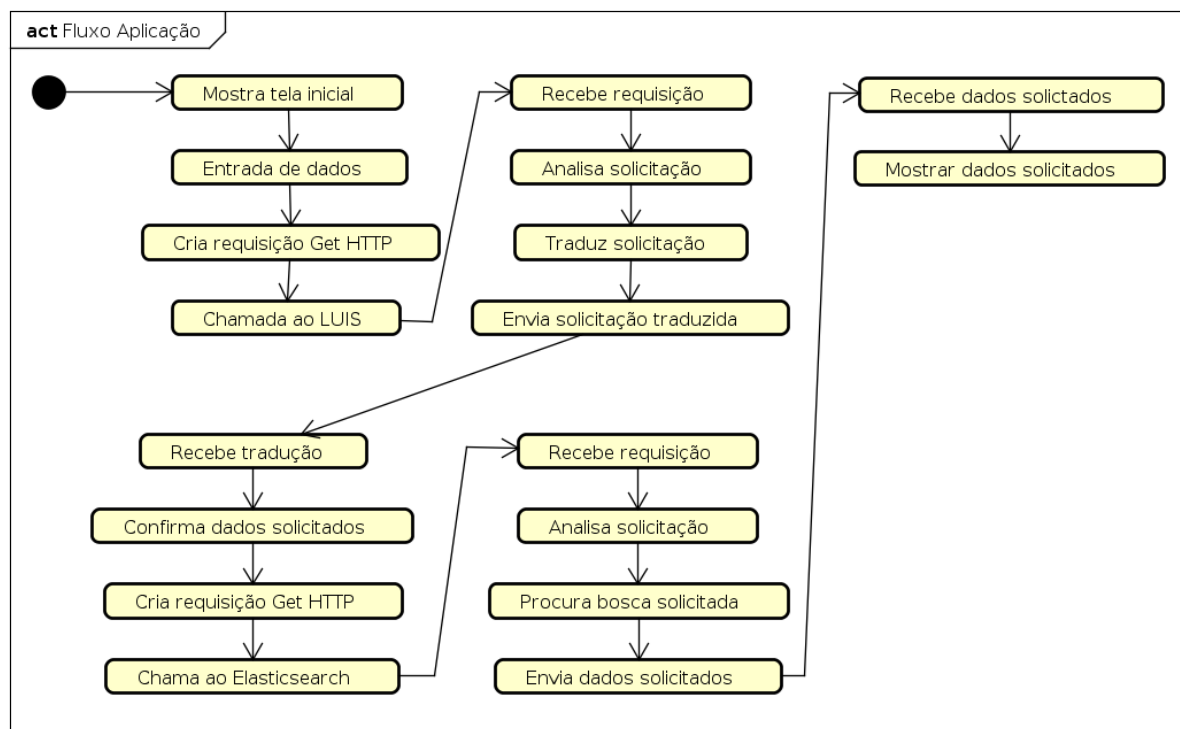 act Fluxo Aplicação
Mostra tela inicial
Entrada de dados
Cria requisição Get HTTP
Chamada ao LUIS
Recebe requisição
Analisa solicitação
Traduz solicitação
Envia solicitação traduzida
Recebe tradução
Confirma dados solicitados
Cria requisição Get HTTP
Chama ao Elasticsearch
Recebe requisição
Analisa solicitação
Procura bosca solicitada
Envia dados solicitados
Recebe dados solictados
Mostrar dados solicitados